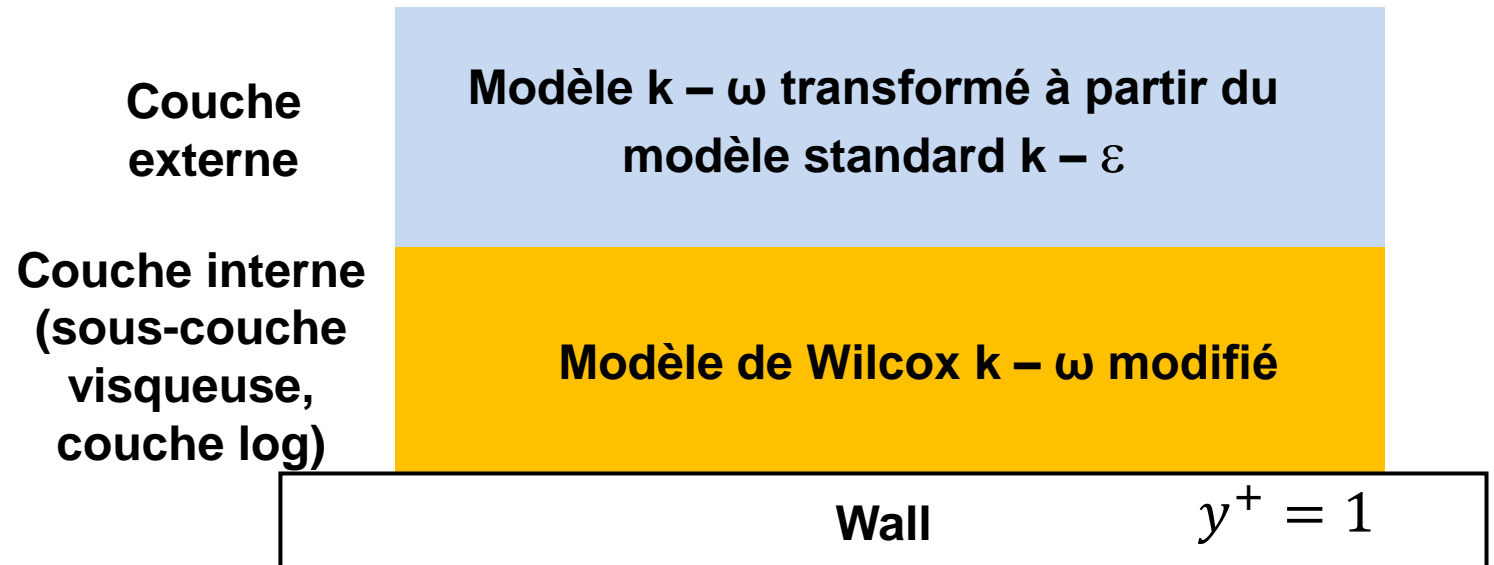 Couche
externe
Modèle k – ω transformé à partir du
modèle standard k – ε
Couche interne
(sous-couche
visqueuse,
couche log)
Modèle de Wilcox k – ω modifié
Wall
y⁺ = 1